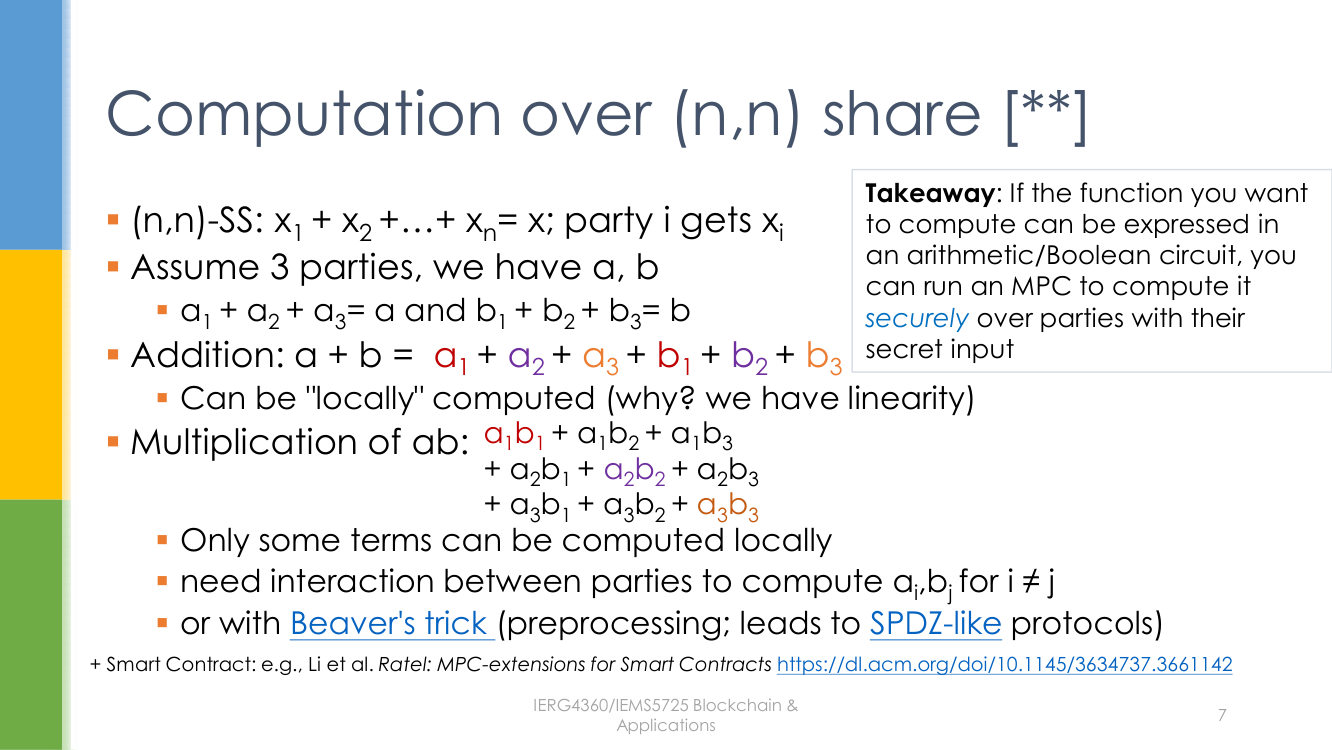 Computation over (n,n) share [**]
▪ (n,n)-SS: x₁ + x₂ +…+ xₙ= x; party i gets xᵢ
▪ Assume 3 parties, we have a, b
▪ a₁ + a₂ + a₃= a and b₁ + b₂ + b₃= b
▪ Addition: a + b = a₁ + a₂ + a₃ + b₁ + b₂ + b₃
▪ Can be "locally" computed (why? we have linearity)
▪ Multiplication of ab: a₁b₁ + a₁b₂ + a₁b₃
+ a₂b₁ + a₂b₂ + a₂b₃
+ a₃b₁ + a₃b₂ + a₃b₃
▪ Only some terms can be computed locally
▪ need interaction between parties to compute aᵢ,bⱼ for i ≠ j
▪ or with Beaver's trick (preprocessing; leads to SPDZ-like protocols)
Takeaway: If the function you want
to compute can be expressed in
an arithmetic/Boolean circuit, you
can run an MPC to compute it
securely over parties with their
secret input
+ Smart Contract: e.g., Li et al. Ratel: MPC-extensions for Smart Contracts https://dl.acm.org/doi/10.1145/3634737.3661142
IERG4360/IEMS5725 Blockchain &
Applications
7